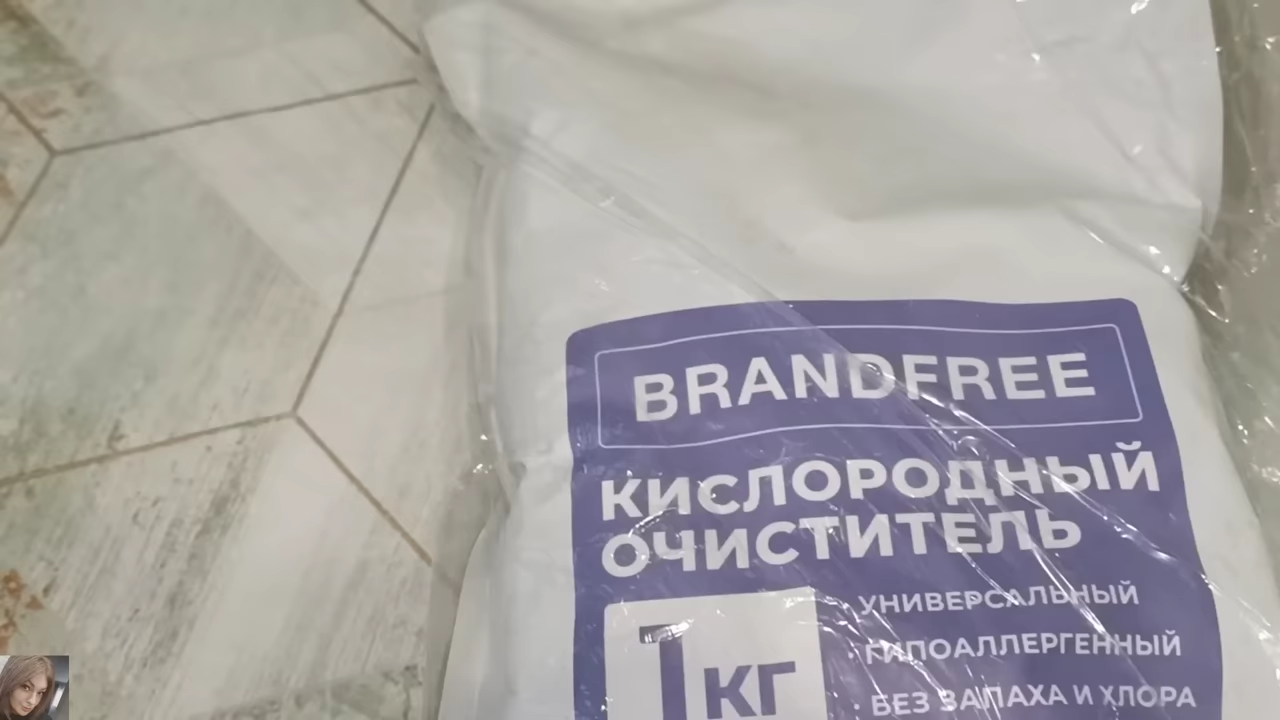 BRANDFREE
КИСЛОРОДНЫЙ
ОЧИСТИТЕЛЬ
1 КГ
· УНИВЕРСАЛЬНЫЙ
· ГИПОАЛЛЕРГЕННЫЙ
· БЕЗ ЗАПАХА И ХЛОРА